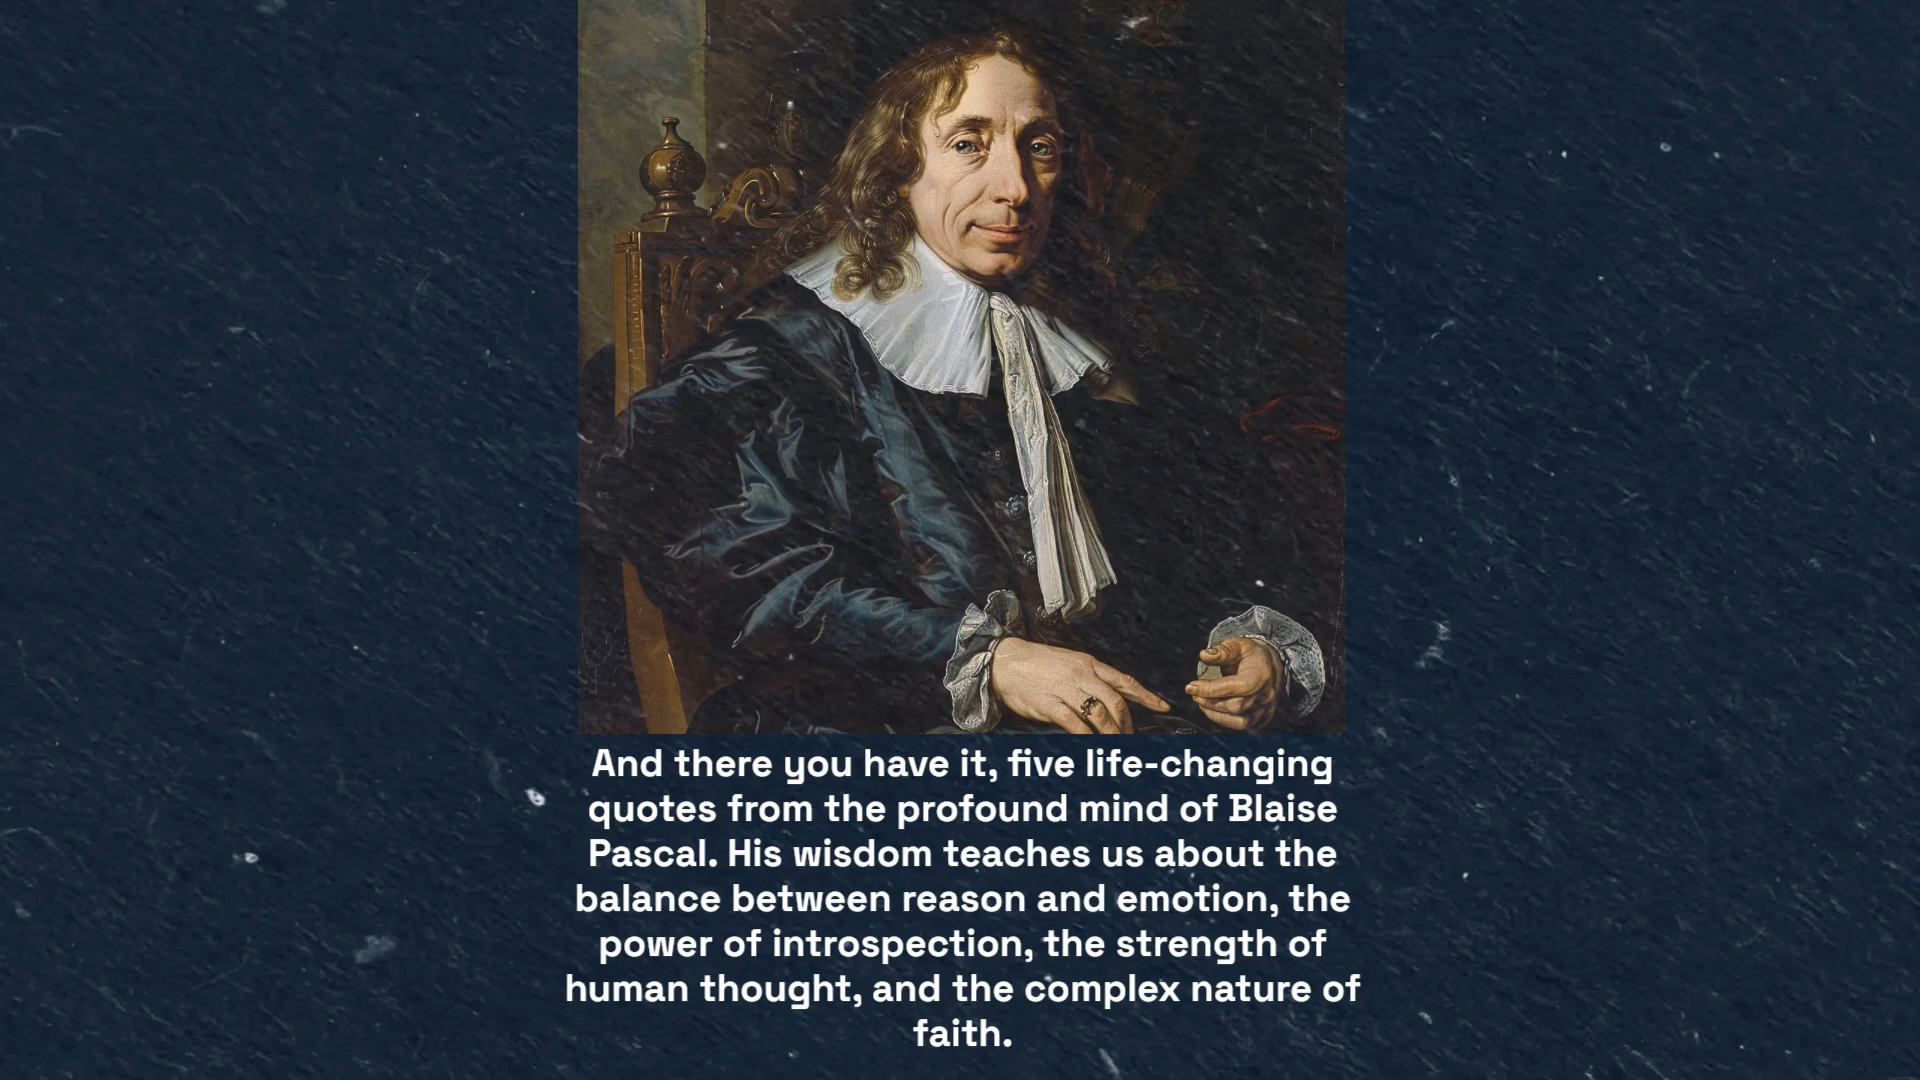 And there you have it, five life-changing
quotes from the profound mind of Blaise
Pascal. His wisdom teaches us about the
balance between reason and emotion, the
power of introspection, the strength of
human thought, and the complex nature of
faith.